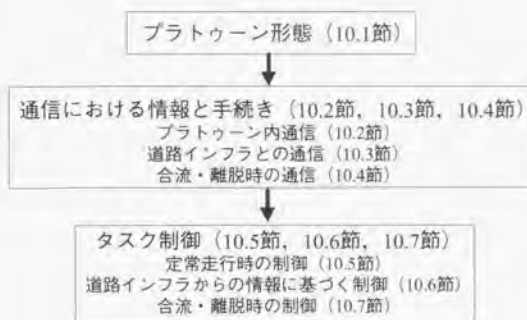 プラトゥーン形態（10.1節）
通信における情報と手続き（10.2節，10.3節，10.4節）
プラトゥーン内通信（10.2節）
道路インフラとの通信（10.3節）
合流・離脱時の通信（10.4節）
タスク制御（10.5節，10.6節，10.7節）
定常走行時の制御（10.5節）
道路インフラからの情報に基づく制御（10.6節）
合流・離脱時の制御（10.7節）